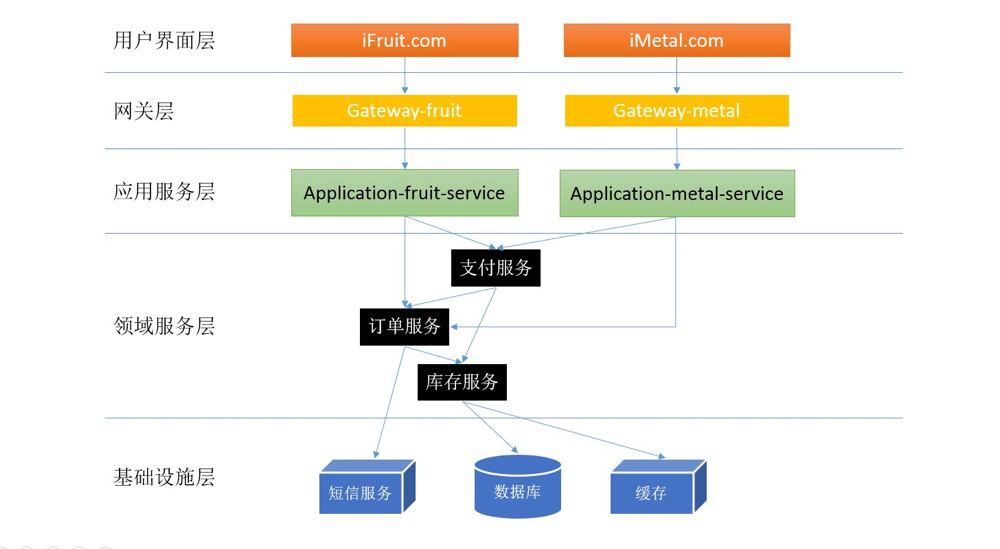 用户界面层
iFruit.com
iMetal.com
网关层
Gateway-fruit
Gateway-metal
应用服务层
Application-fruit-service
Application-metal-service
领域服务层
支付服务
订单服务
库存服务
基础设施层
短信服务
数据库
缓存